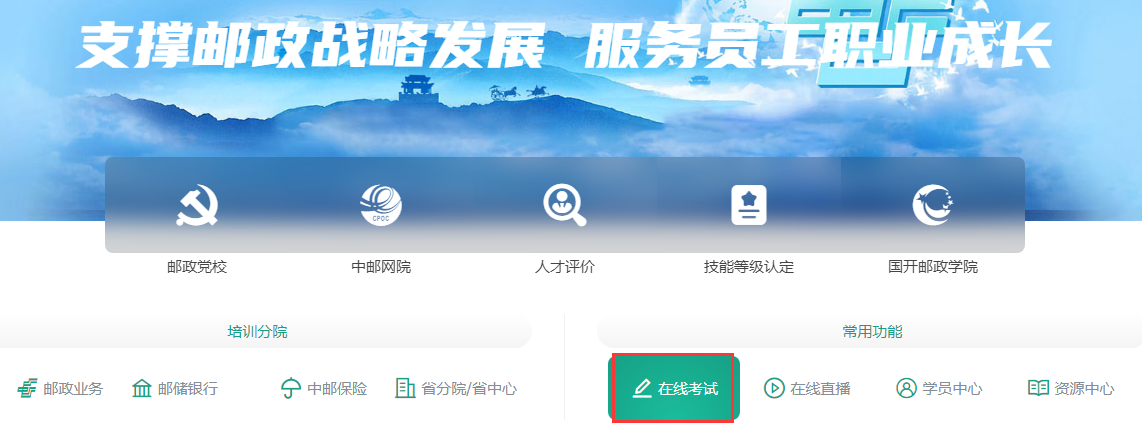 支撑邮政战略发展 服务员工职业成长
CPOC
邮政党校 中邮网院 人才评价 技能等级认定 国开邮政学院
培训分院 常用功能
邮政业务 邮储银行 中邮保险 省分院/省中心 在线考试 在线直播 学员中心 资源中心